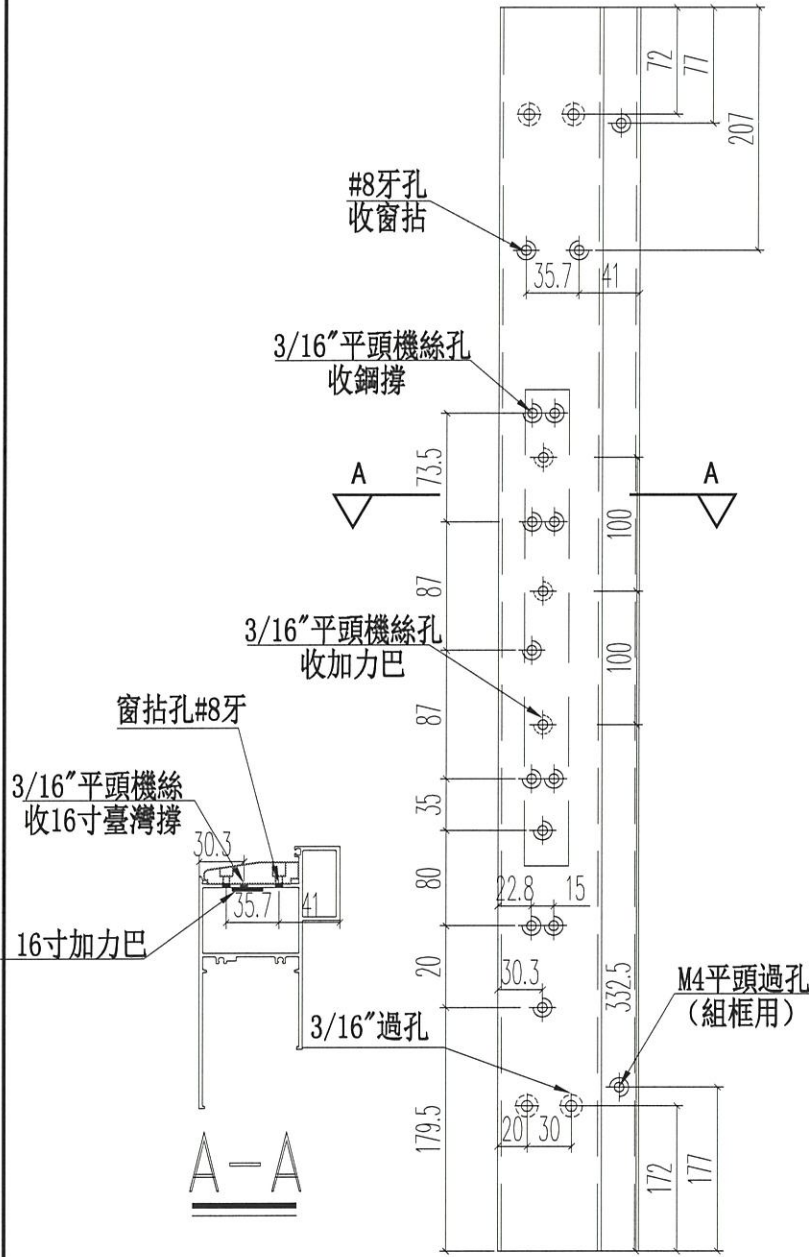 72
77
207
#8牙孔
收窗拈
35.7
41
3/16"平頭機絲孔
收鋼撐
73.5
A
A
100
87
3/16"平頭機絲孔
收加力巴
100
窗拈孔#8牙
87
3/16"平頭機絲
收16寸臺灣撐
35
30.3
80
22.8
15
35.7
41
16寸加力巴
20
30.3
332.5
M4平頭過孔
(組框用)
3/16"過孔
179.5
20
30
172
177
A-A